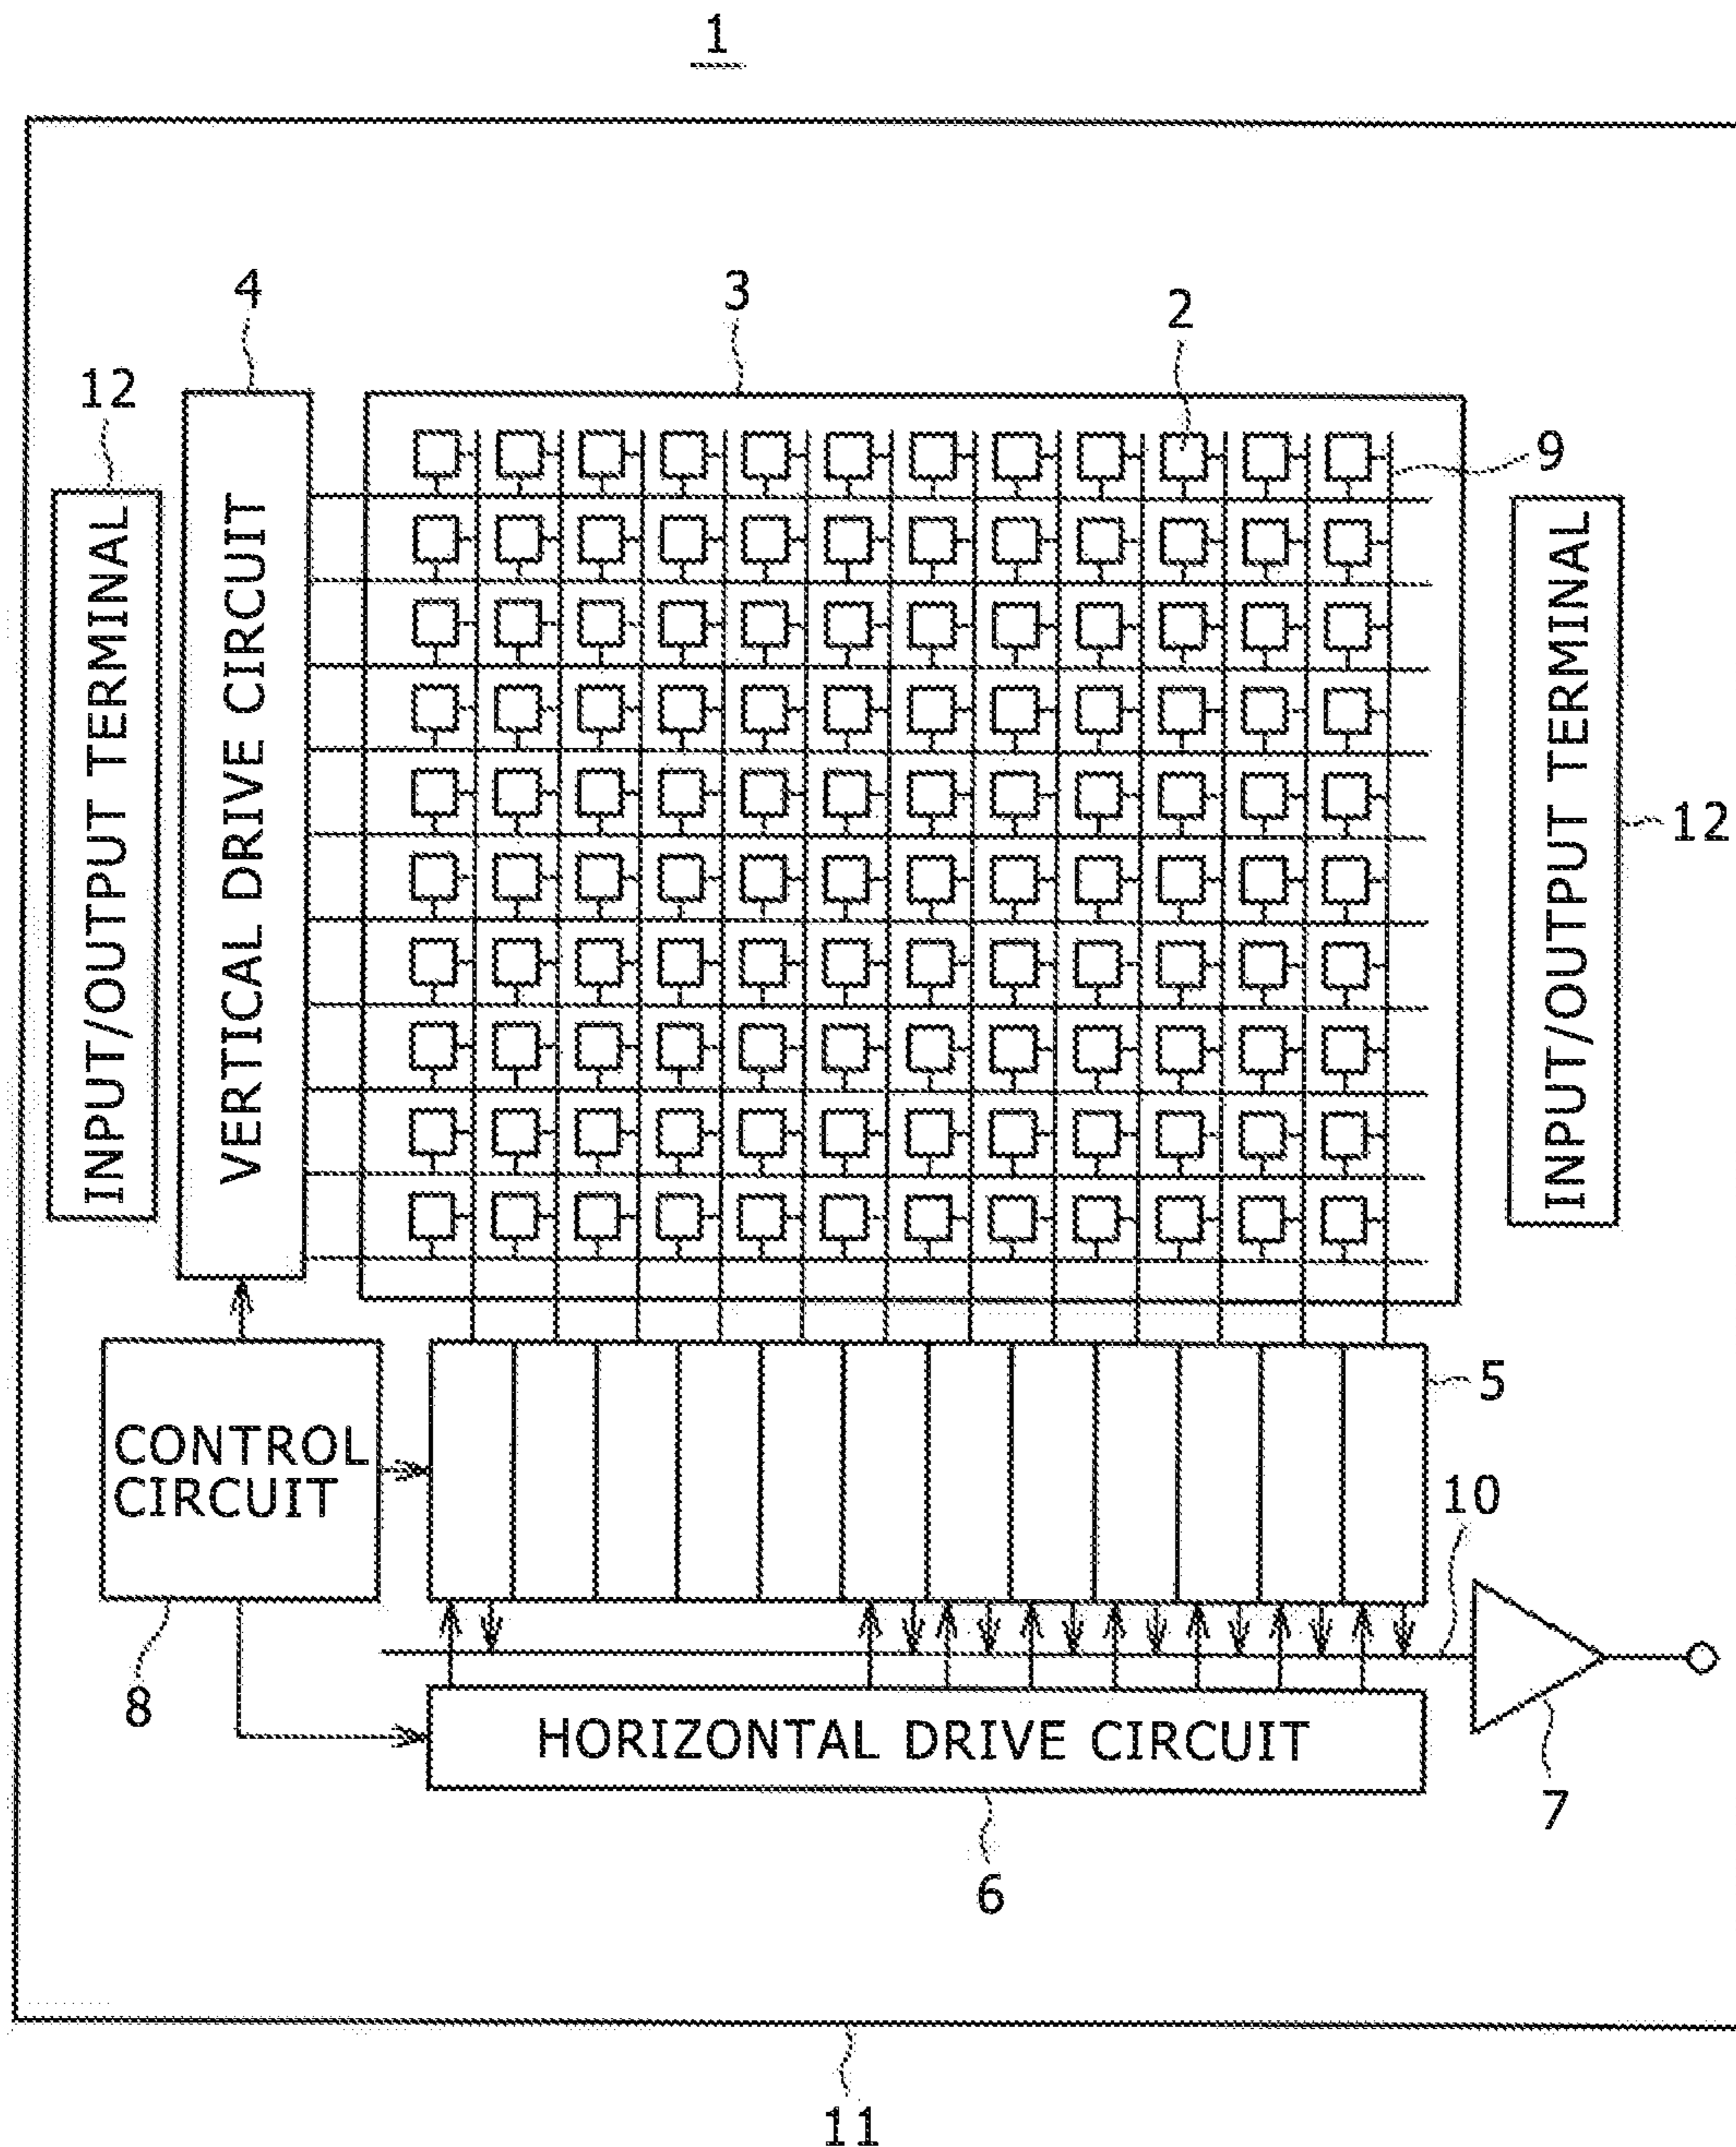 1
4
3
2
12
9
INPUT/OUTPUT TERMINAL
VERTICAL DRIVE CIRCUIT
INPUT/OUTPUT TERMINAL
12
5
CONTROL
CIRCUIT
10
8
HORIZONTAL DRIVE CIRCUIT
7
6
11